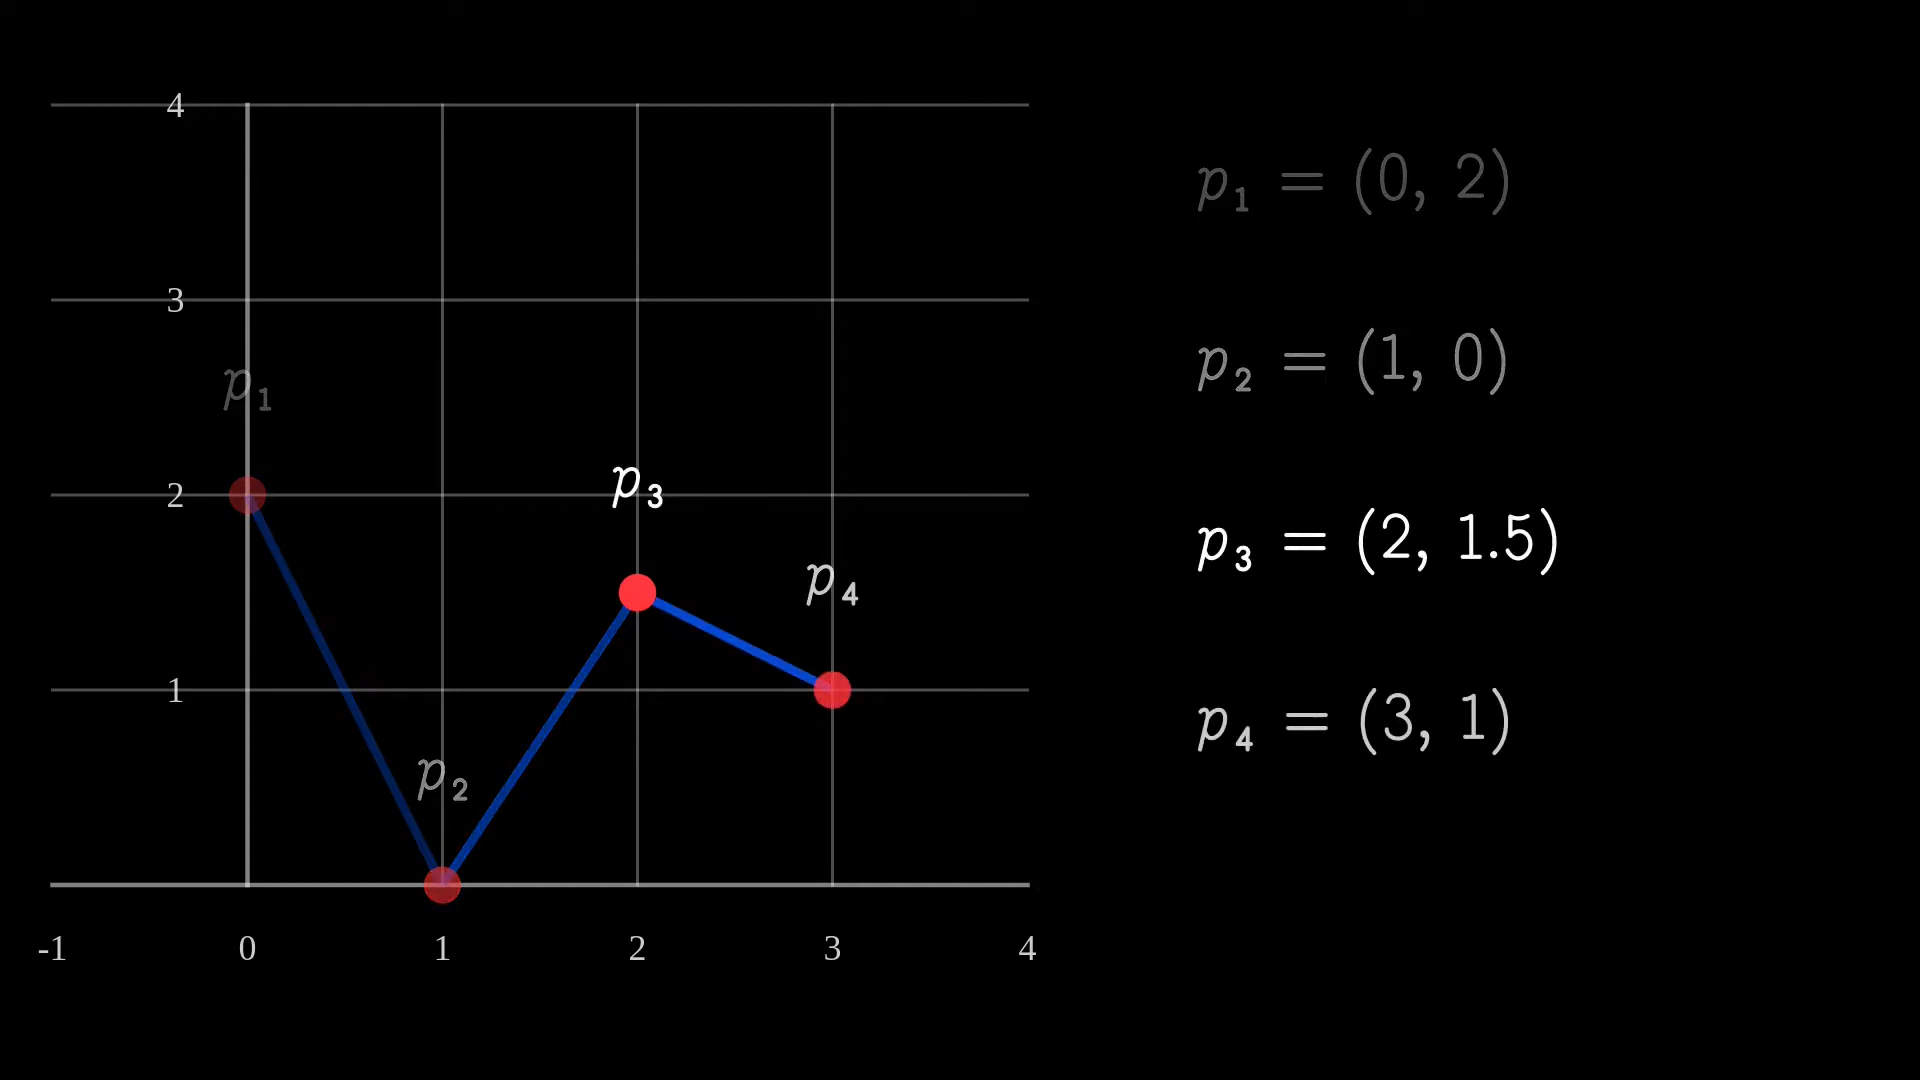 4
3
2
1
-1 0 1 2 3 4
p₁
p₂
p₃
p₄
p₁ = (0, 2)
p₂ = (1, 0)
p₃ = (2, 1.5)
p₄ = (3, 1)